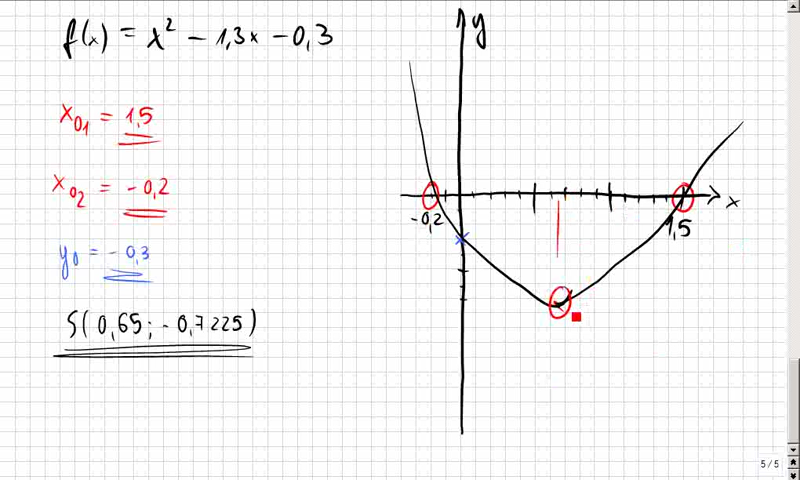 f(x) = x² - 1,3x - 0,3
x₀₁ = 1,5
x₀₂ = -0,2
y₀ = -0,3
S(0,65; -0,7225)
y
x
-0,2
1,5
5/5